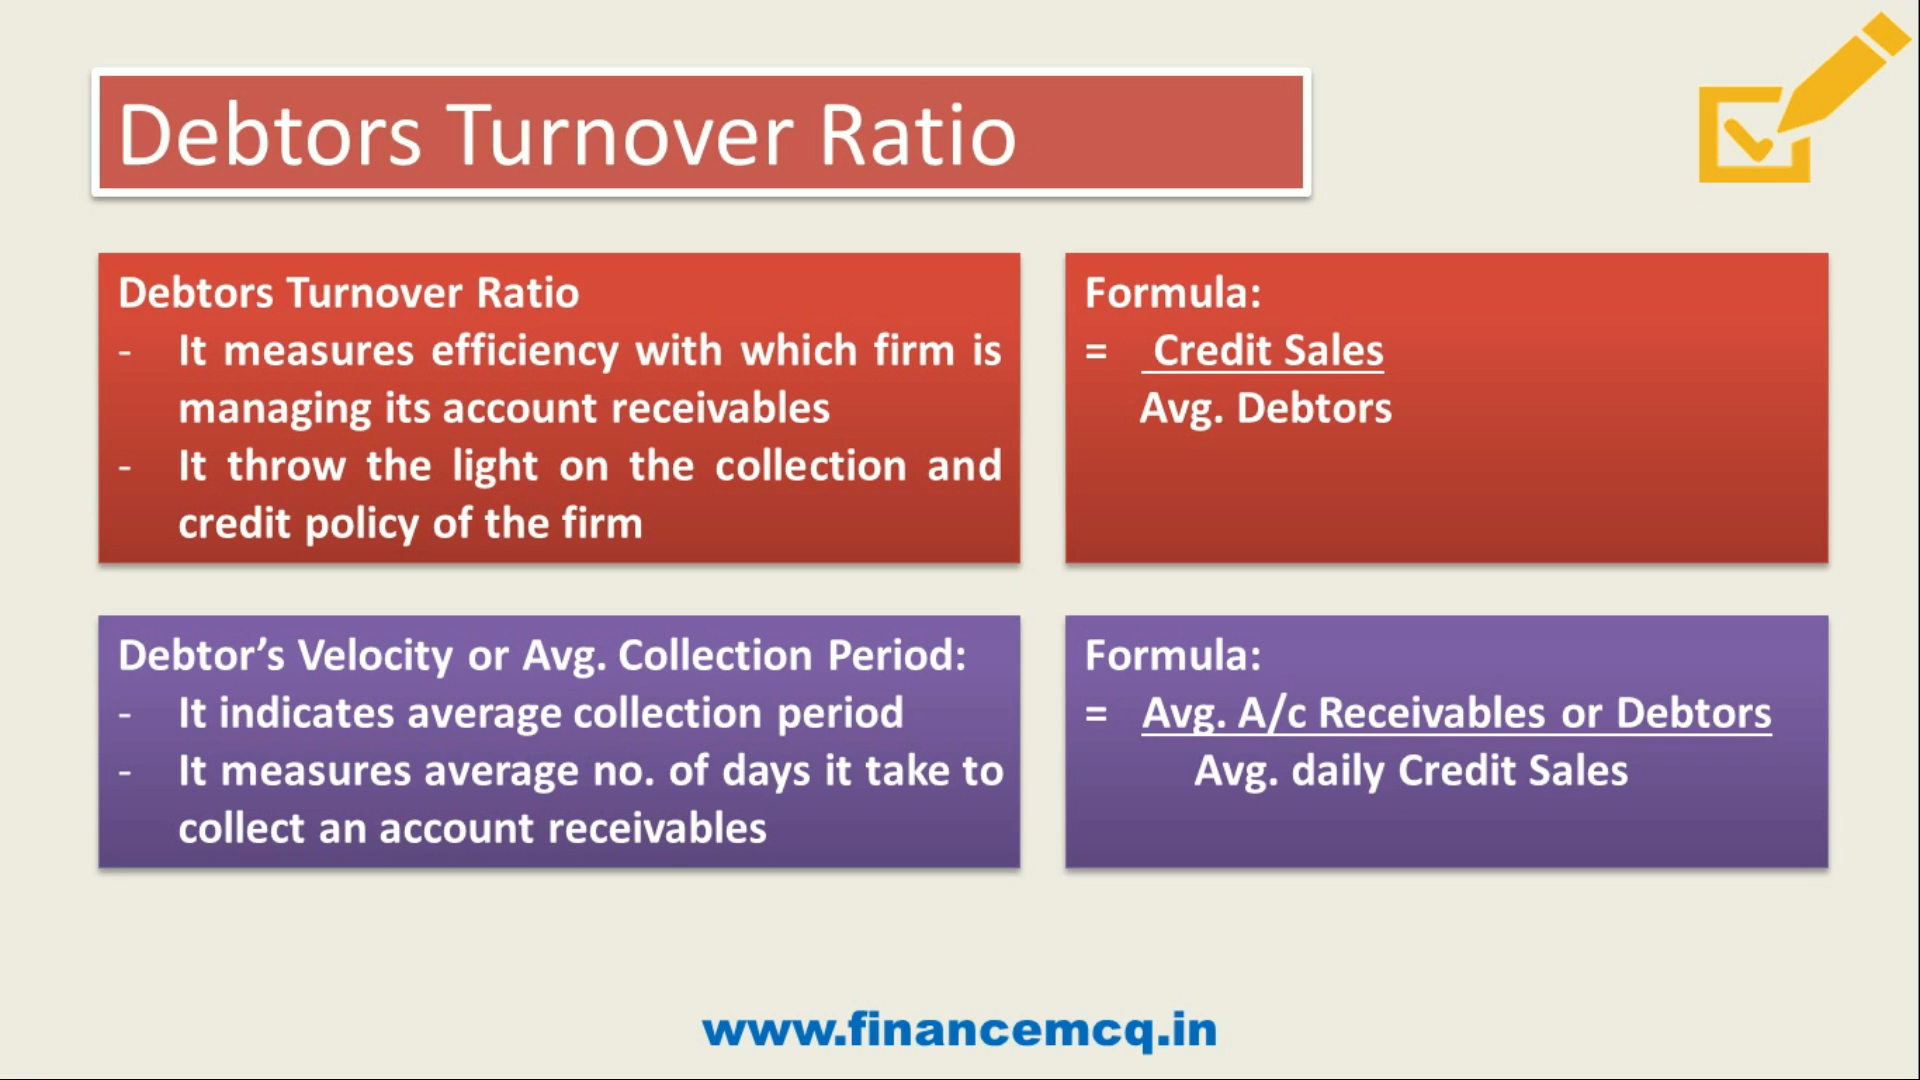 Debtors Turnover Ratio
Debtors Turnover Ratio
- It measures efficiency with which firm is
managing its account receivables
- It throw the light on the collection and
credit policy of the firm
Formula:
= Credit Sales
Avg. Debtors
Debtor’s Velocity or Avg. Collection Period:
- It indicates average collection period
- It measures average no. of days it take to
collect an account receivables
Formula:
= Avg. A/c Receivables or Debtors
Avg. daily Credit Sales
www.financemcq.in